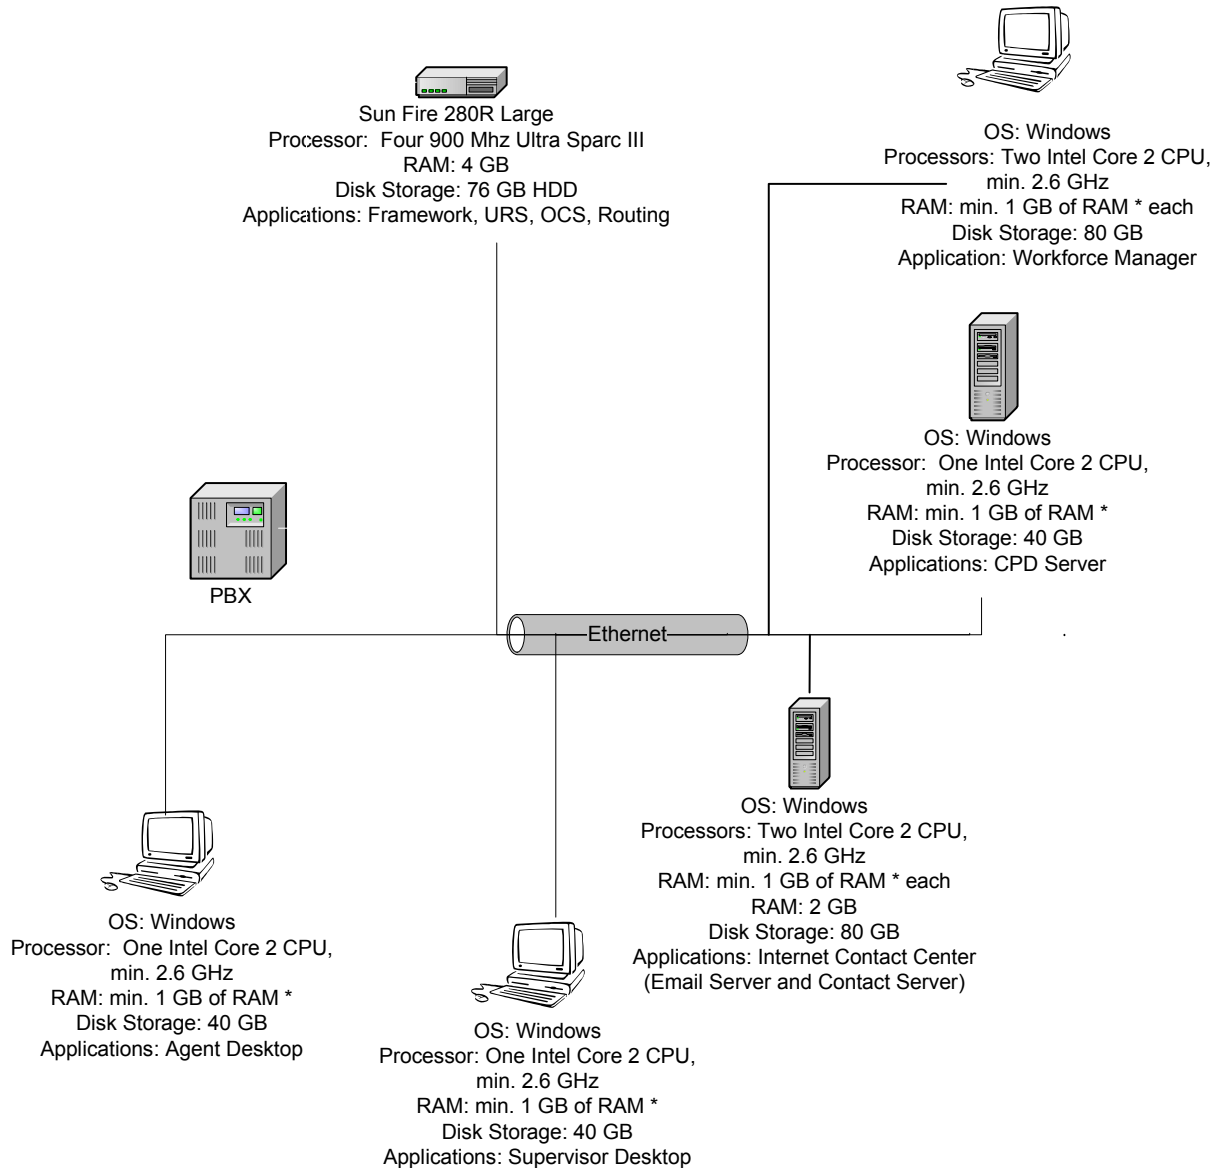 Sun Fire 280R Large
Processor:  Four 900 Mhz Ultra Sparc III
RAM: 4 GB
Disk Storage: 76 GB HDD
Applications: Framework, URS, OCS, Routing
OS: Windows
Processors: Two Intel Core 2 CPU,
min. 2.6 GHz
RAM: min. 1 GB of RAM * each
Disk Storage: 80 GB
Application: Workforce Manager
OS: Windows
Processor:  One Intel Core 2 CPU,
min. 2.6 GHz
RAM: min. 1 GB of RAM *
Disk Storage: 40 GB
Applications: CPD Server
PBX
Ethernet
OS: Windows
Processors: Two Intel Core 2 CPU,
min. 2.6 GHz
RAM: min. 1 GB of RAM * each
RAM: 2 GB
Disk Storage: 80 GB
Applications: Internet Contact Center
(Email Server and Contact Server)
OS: Windows
Processor:  One Intel Core 2 CPU,
min. 2.6 GHz
RAM: min. 1 GB of RAM *
Disk Storage: 40 GB
Applications: Agent Desktop
OS: Windows
Processor: One Intel Core 2 CPU,
min. 2.6 GHz
RAM: min. 1 GB of RAM *
Disk Storage: 40 GB
Applications: Supervisor Desktop